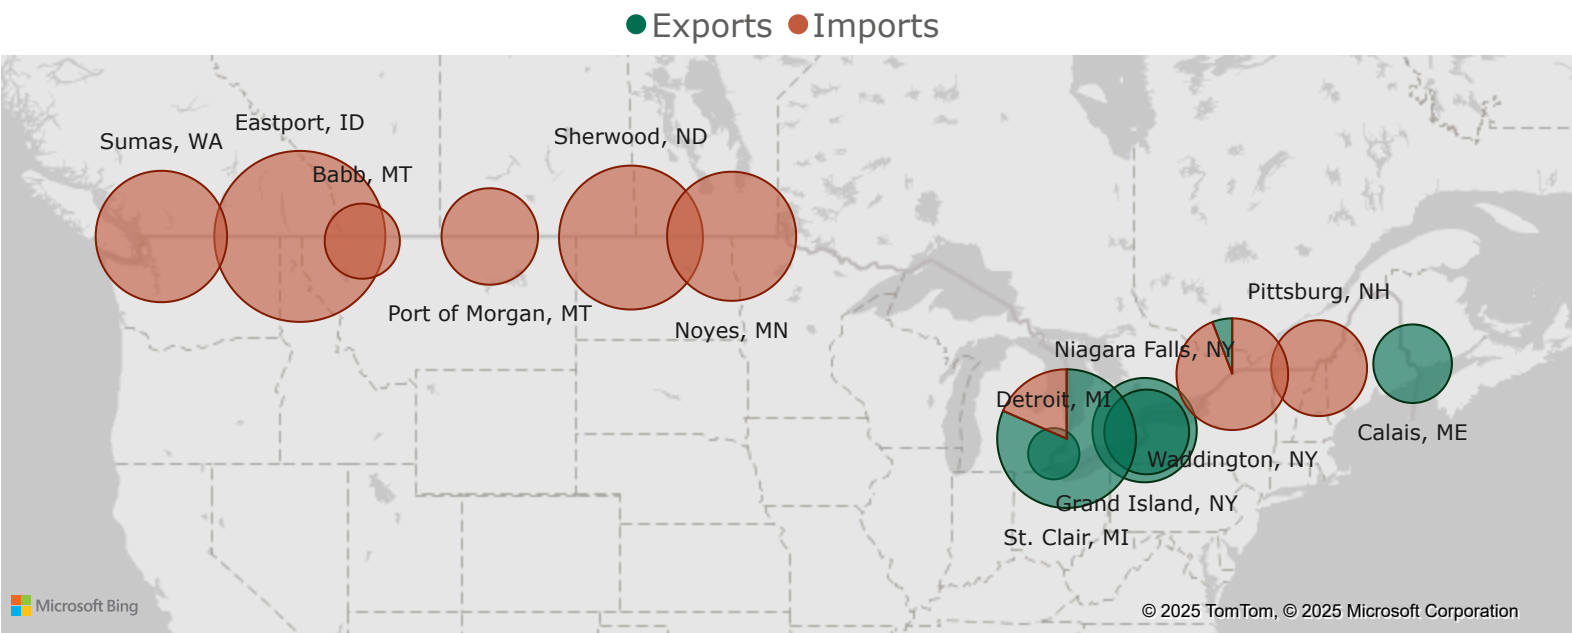 Exports Imports
Eastport, ID
Sumas, WA
Sherwood, ND
Babb, MT
Port of Morgan, MT
Noyes, MN
Pittsburg, NH
Niagara Falls, NY
Detroit, MI
Calais, ME
Waddington, NY
Grand Island, NY
St. Clair, MI
Microsoft Bing
© 2025 TomTom, © 2025 Microsoft Corporation